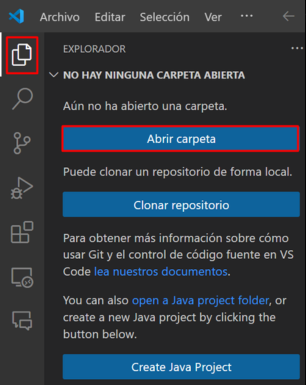 Archivo Editar Selección Ver ···
EXPLORADOR ···
NO HAY NINGUNA CARPETA ABIERTA
Aún no ha abierto una carpeta.
Abrir carpeta
Puede clonar un repositorio de forma local.
Clonar repositorio
Para obtener más información sobre cómo
usar Git y el control de código fuente en VS
Code lea nuestros documentos.
You can also open a Java project folder, or
create a new Java project by clicking the
button below.
Create Java Project